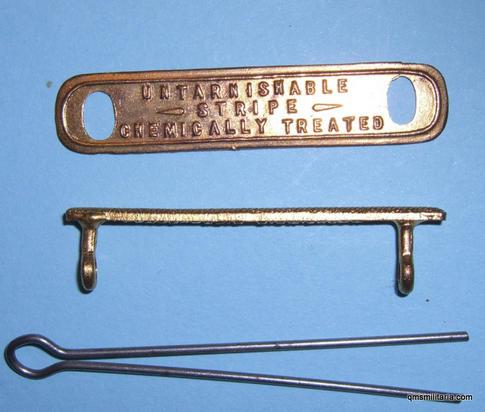 UNTARNISHABLE
STRIPE
CHEMICALLY TREATED
qmsmilitaria.com